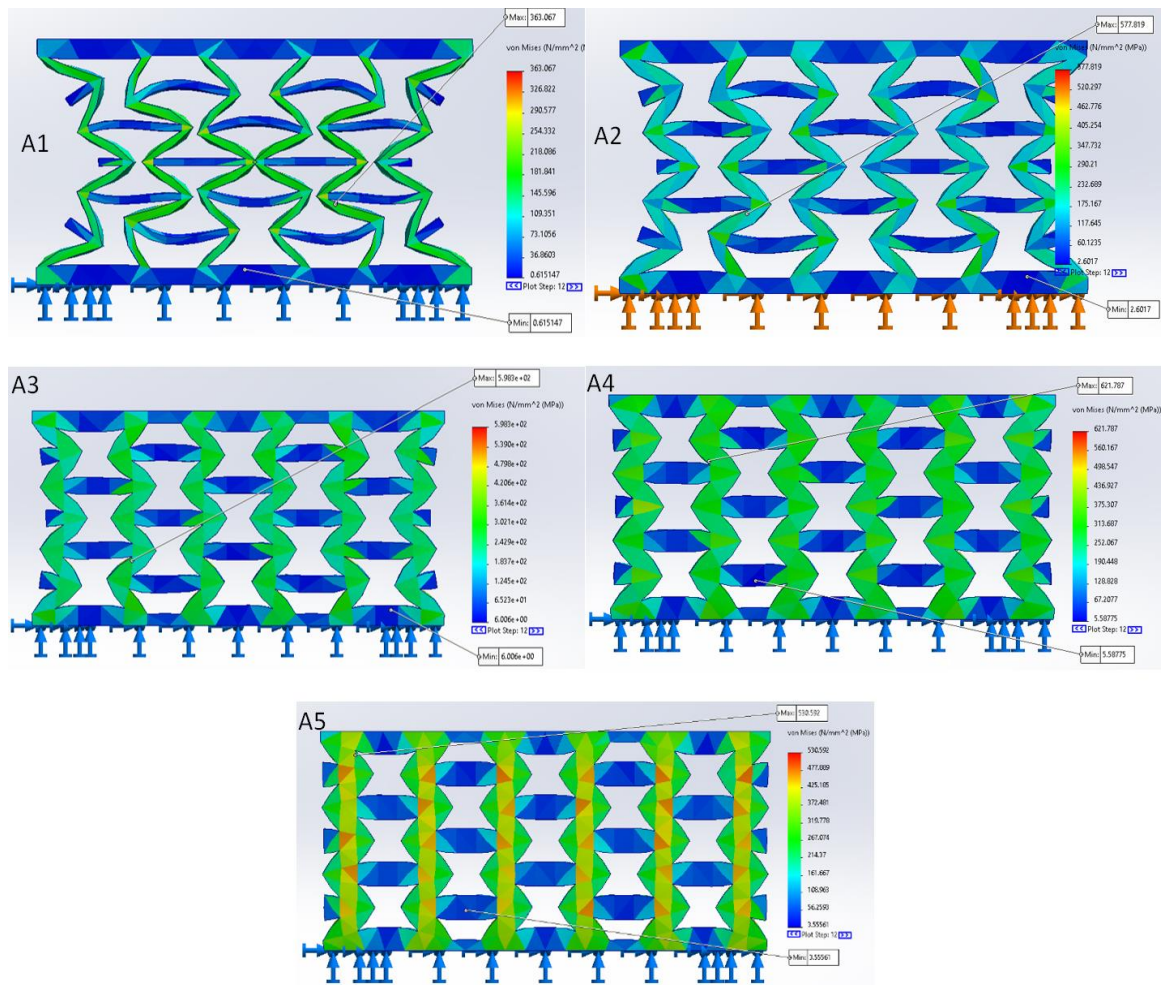 A1
Max: 363.067
von Mises (N/mm^2 (
363.067
326.822
290.577
254.332
218.086
181.841
145.596
109.351
73.1056
36.8603
0.615147
Plot Step: 12
Min: 0.615147
A2
Max: 577.819
von Mises (N/mm^2 (MPa))
577.819
520.297
462.776
405.254
347.732
290.21
232.689
175.167
117.645
60.1235
2.6017
Plot Step: 12
Min: 2.6017
A3
Max: 5.983e+02
von Mises (N/mm^2 (MPa))
5.983e+02
5.390e+02
4.798e+02
4.206e+02
3.614e+02
3.021e+02
2.429e+02
1.837e+02
1.245e+02
6.523e+01
6.006e+00
Plot Step: 12
Min: 6.006e+00
A4
Max: 621.787
von Mises (N/mm^2 (MPa))
621.787
560.167
498.547
436.927
375.307
313.687
252.067
190.448
128.828
67.2077
5.58775
Plot Step: 12
Min: 5.58775
A5
Max: 530.592
von Mises (N/mm^2 (MPa))
530.592
477.889
425.185
372.481
319.778
267.074
214.37
161.667
108.963
56.2593
3.55561
Plot Step: 12
Min: 3.55561